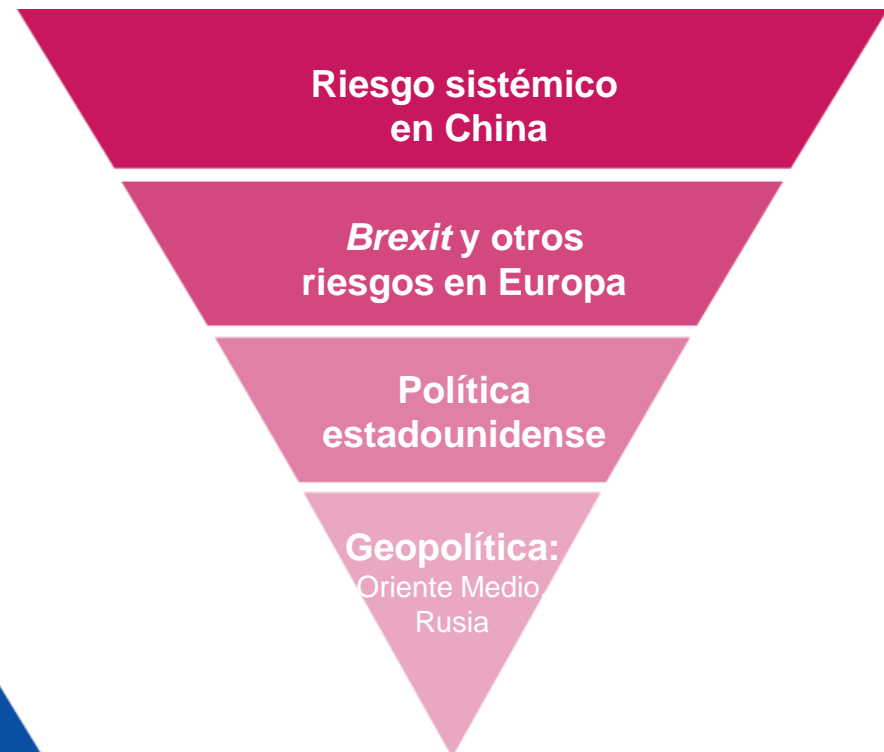 Riesgo sistémico
en China
Brexit y otros
riesgos en Europa
Política
estadounidense
Geopolítica:
Oriente Medio,
Rusia